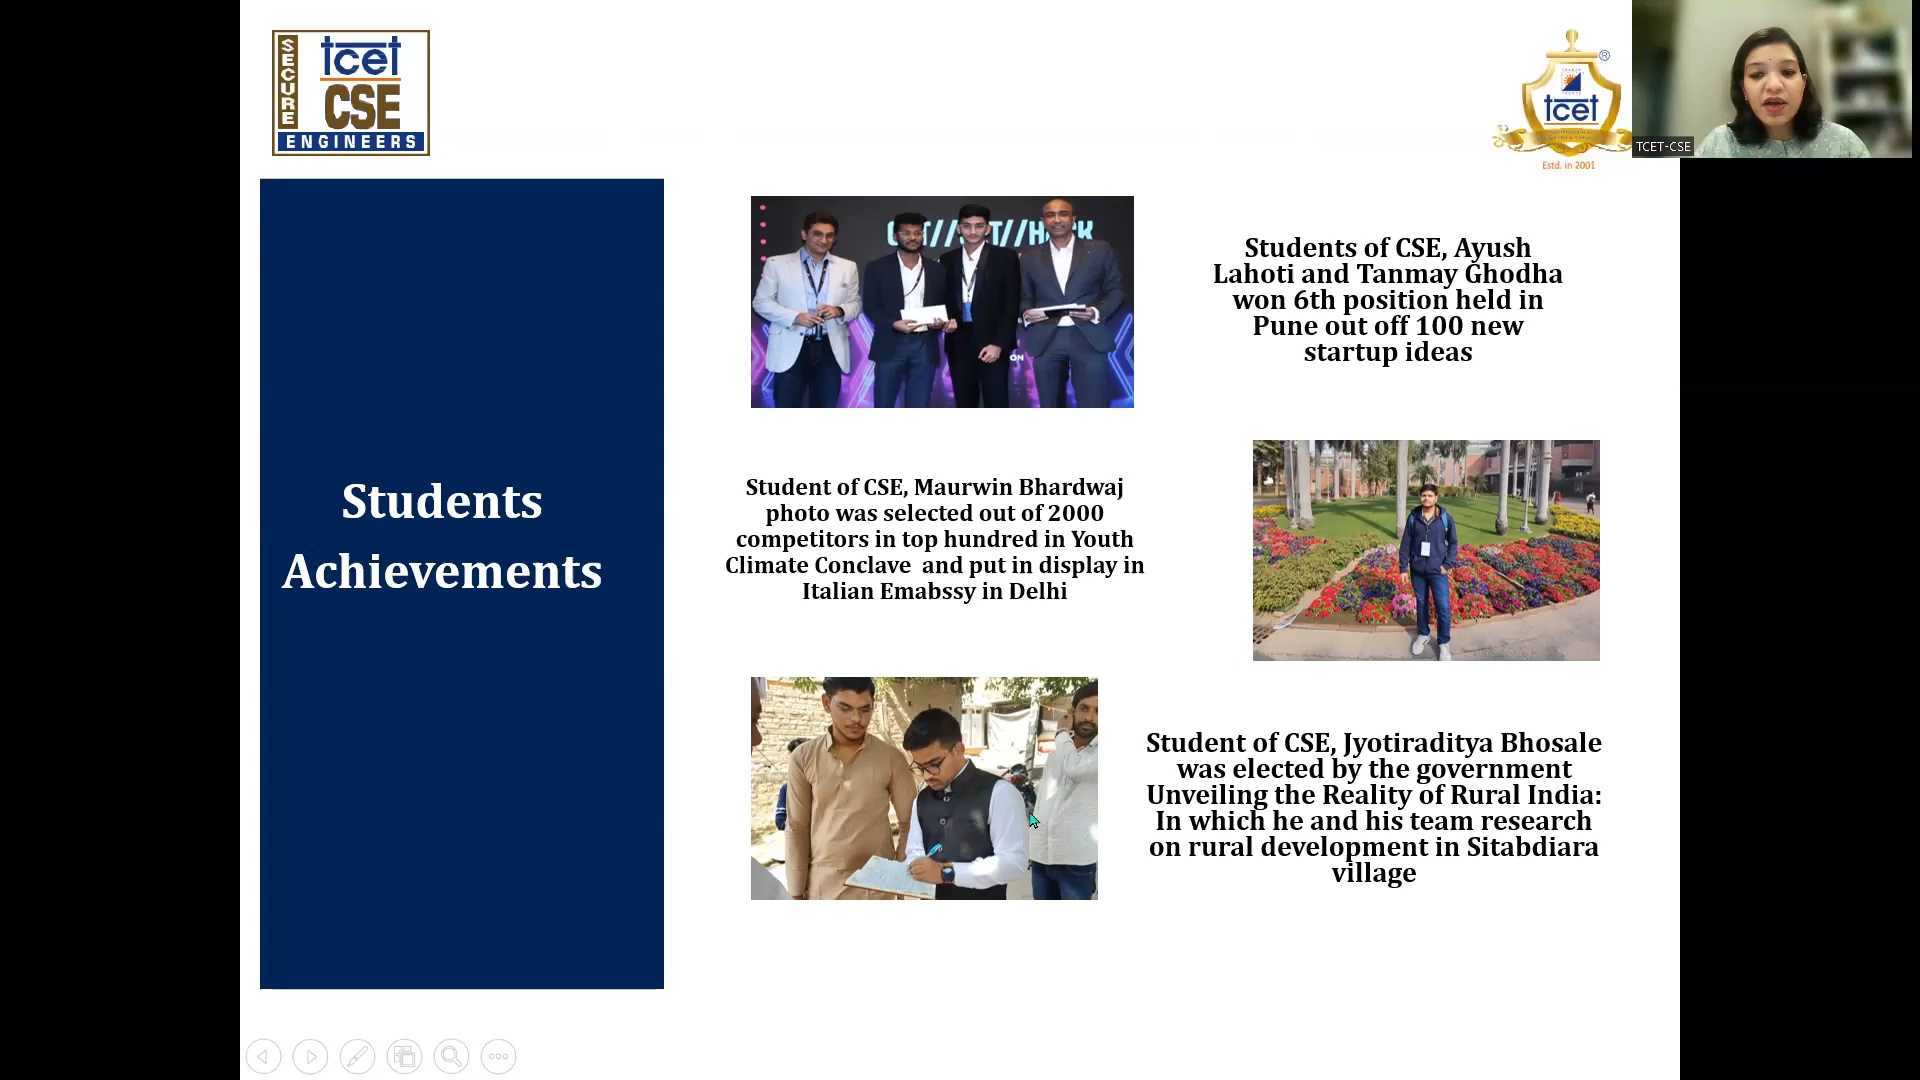 SECURE
tcet
CSE
ENGINEERS
®
tcet
Estd. in 2001
TCET-CSE
Students of CSE, Ayush
Lahoti and Tanmay Ghodha
won 6th position held in
Pune out off 100 new
startup ideas
Students
Achievements
Student of CSE, Maurwin Bhardwaj
photo was selected out of 2000
competitors in top hundred in Youth
Climate Conclave and put in display in
Italian Emabssy in Delhi
Student of CSE, Jyotiraditya Bhosale
was elected by the government
Unveiling the Reality of Rural India:
In which he and his team research
on rural development in Sitabdiara
village